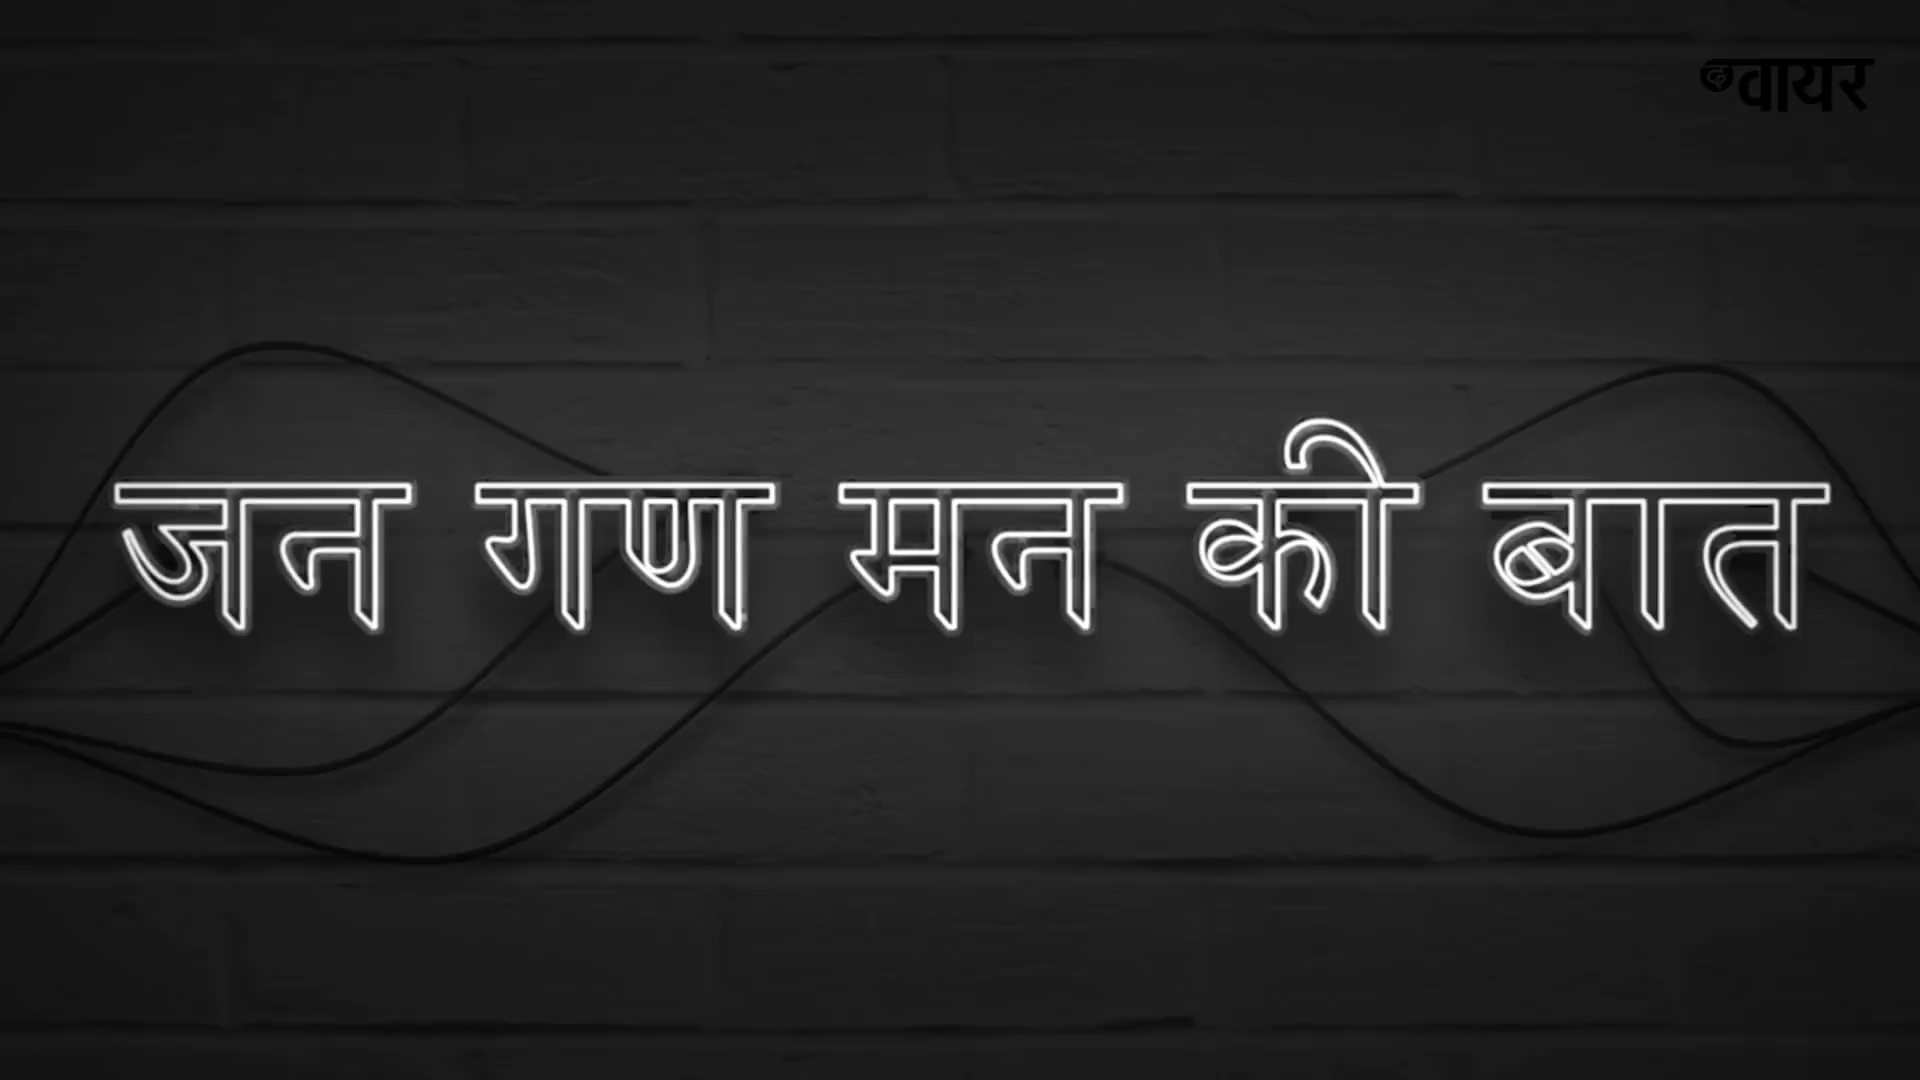 द वायर
जन गण मन की बात